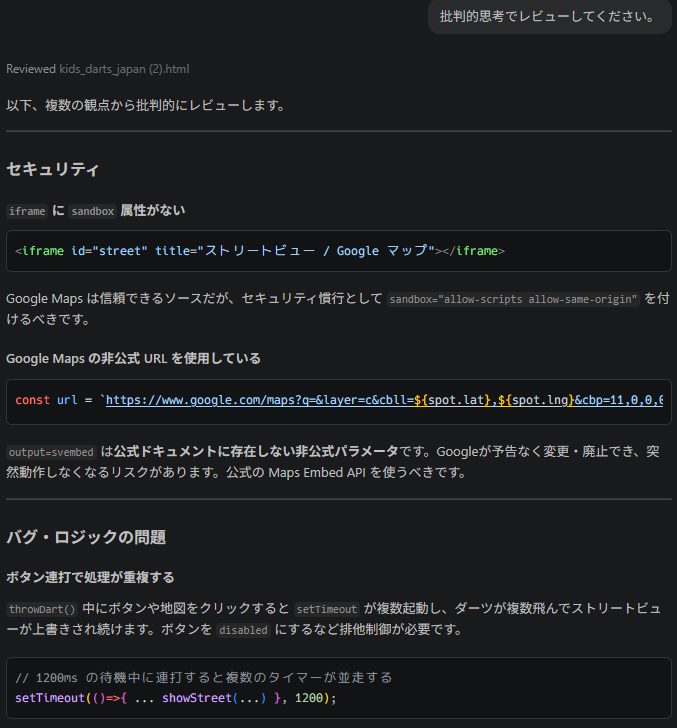 批判的思考でレビューしてください。
Reviewed kids_darts_japan (2).html
以下、複数の観点から批判的にレビューします。
セキュリティ
iframe に sandbox 属性がない
<iframe id="street" title="ストリートビュー / Google マップ"></iframe>
Google Maps は信頼できるソースだが、セキュリティ慣行として sandbox="allow-scripts allow-same-origin" を付
けるべきです。
Google Maps の非公式 URL を使用している
const url = `https://www.google.com/maps?q=&layer=c&cbll=${spot.lat},${spot.lng}&cbp=11,0,0,0
output=svembed は公式ドキュメントに存在しない非公式パラメータです。Googleが予告なく変更・廃止でき、突
然動作しなくなるリスクがあります。公式の Maps Embed API を使うべきです。
バグ・ロジックの問題
ボタン連打で処理が重複する
throwDart() 中にボタンや地図をクリックすると setTimeout が複数起動し、ダーツが複数飛んでストリートビュ
ーが上書きされ続けます。ボタンを disabled にするなど排他制御が必要です。
// 1200ms の待機中に連打すると複数のタイマーが並走する
setTimeout(()=>{ ... showStreet(...) }, 1200);